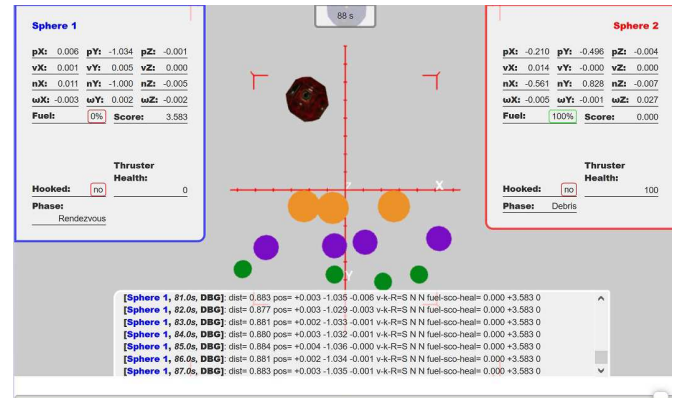 88 s
Sphere 1
pX: 0.006 pY: -1.034 pZ: -0.001
vX: 0.001 vY: 0.005 vZ: 0.000
nX: 0.011 nY: -1.000 nZ: -0.005
ωX: -0.003 ωY: 0.002 ωZ: -0.002
Fuel: 0% Score: 3.583
Thruster
Health:
Hooked: no 0
Phase:
Rendezvous
Sphere 2
pX: -0.210 pY: -0.496 pZ: -0.004
vX: 0.014 vY: -0.000 vZ: 0.000
nX: -0.561 nY: 0.828 nZ: -0.007
ωX: -0.005 ωY: -0.001 ωZ: 0.027
Fuel: 100% Score: 0.000
Thruster
Health:
Hooked: no 100
Phase: Debris
X
Y
[Sphere 1, 81.0s, DBG]: dist= 0.883 pos= +0.003 -1.035 -0.006 v-k-R=S N N fuel-sco-heal= 0.000 +3.583 0
[Sphere 1, 82.0s, DBG]: dist= 0.877 pos= +0.003 -1.029 -0.003 v-k-R=S N N fuel-sco-heal= 0.000 +3.583 0
[Sphere 1, 83.0s, DBG]: dist= 0.881 pos= +0.002 -1.033 -0.001 v-k-R=S N N fuel-sco-heal= 0.000 +3.583 0
[Sphere 1, 84.0s, DBG]: dist= 0.880 pos= +0.003 -1.033 -0.001 v-k-R=S N N fuel-sco-heal= 0.000 +3.583 0
[Sphere 1, 85.0s, DBG]: dist= 0.884 pos= +0.004 -1.036 -0.000 v-k-R=S N N fuel-sco-heal= 0.000 +3.583 0
[Sphere 1, 86.0s, DBG]: dist= 0.881 pos= +0.002 -1.034 -0.001 v-k-R=S N N fuel-sco-heal= 0.000 +3.583 0
[Sphere 1, 87.0s, DBG]: dist= 0.883 pos= +0.003 -1.035 -0.001 v-k-R=S N N fuel-sco-heal= 0.000 +3.583 0